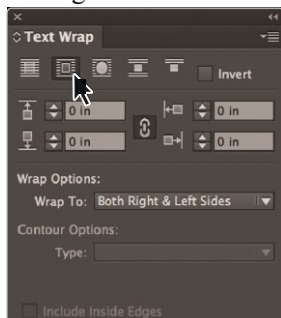 Text Wrap
Invert
0 in
0 in
0 in
0 in
Wrap Options:
Wrap To: Both Right & Left Sides
Contour Options:
Type:
Include Inside Edges